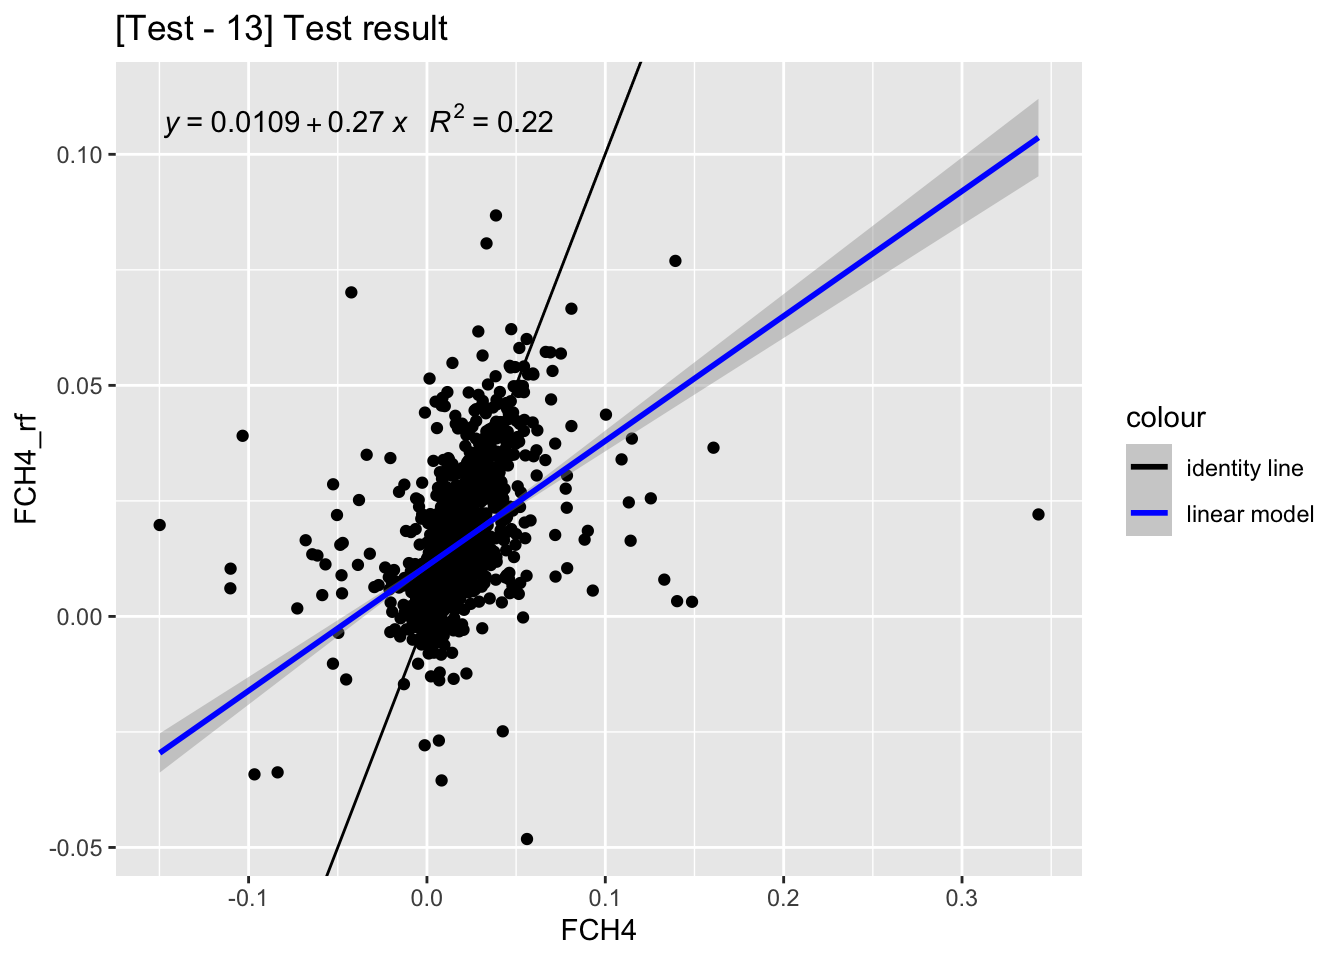 [Test - 13] Test result
y = 0.0109 + 0.27 x R² = 0.22
0.10
0.05
0.00
-0.05
FCH4_rf
-0.1 0.0 0.1 0.2 0.3
FCH4
colour
identity line
linear model